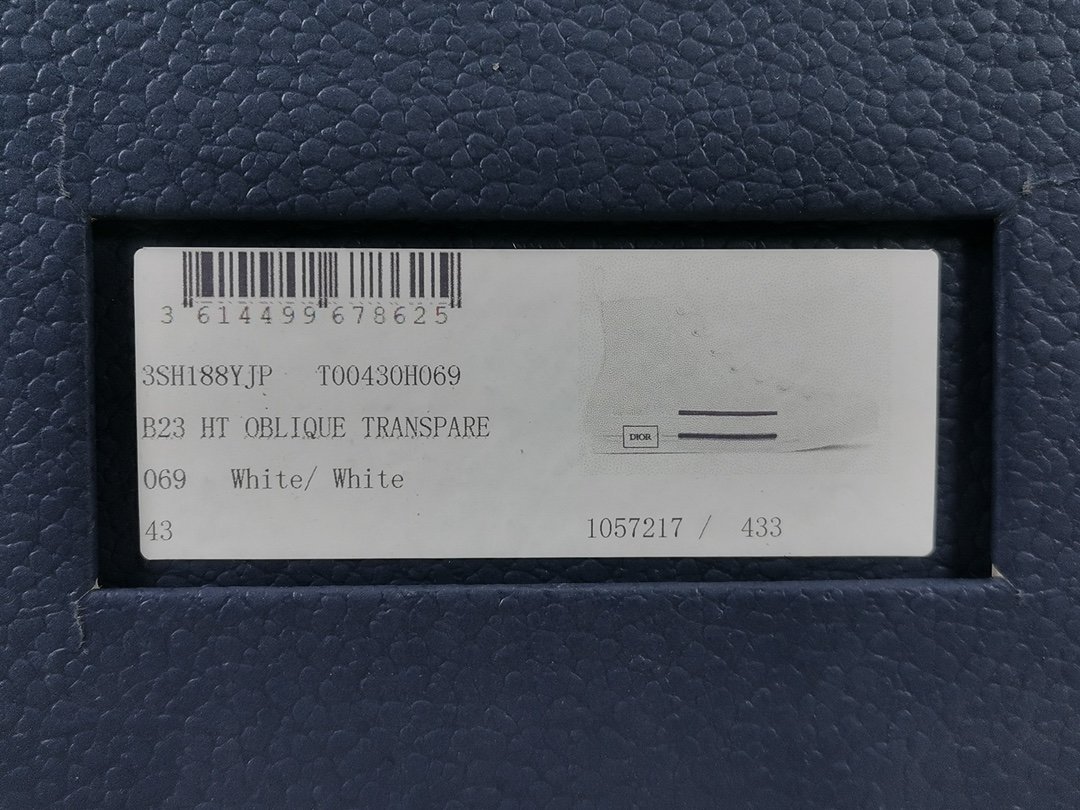 3 614499 678625
3SH188YJP T00430H069
B23 HT OBLIQUE TRANSPARE
069 White/ White
43
DIOR
1057217 / 433